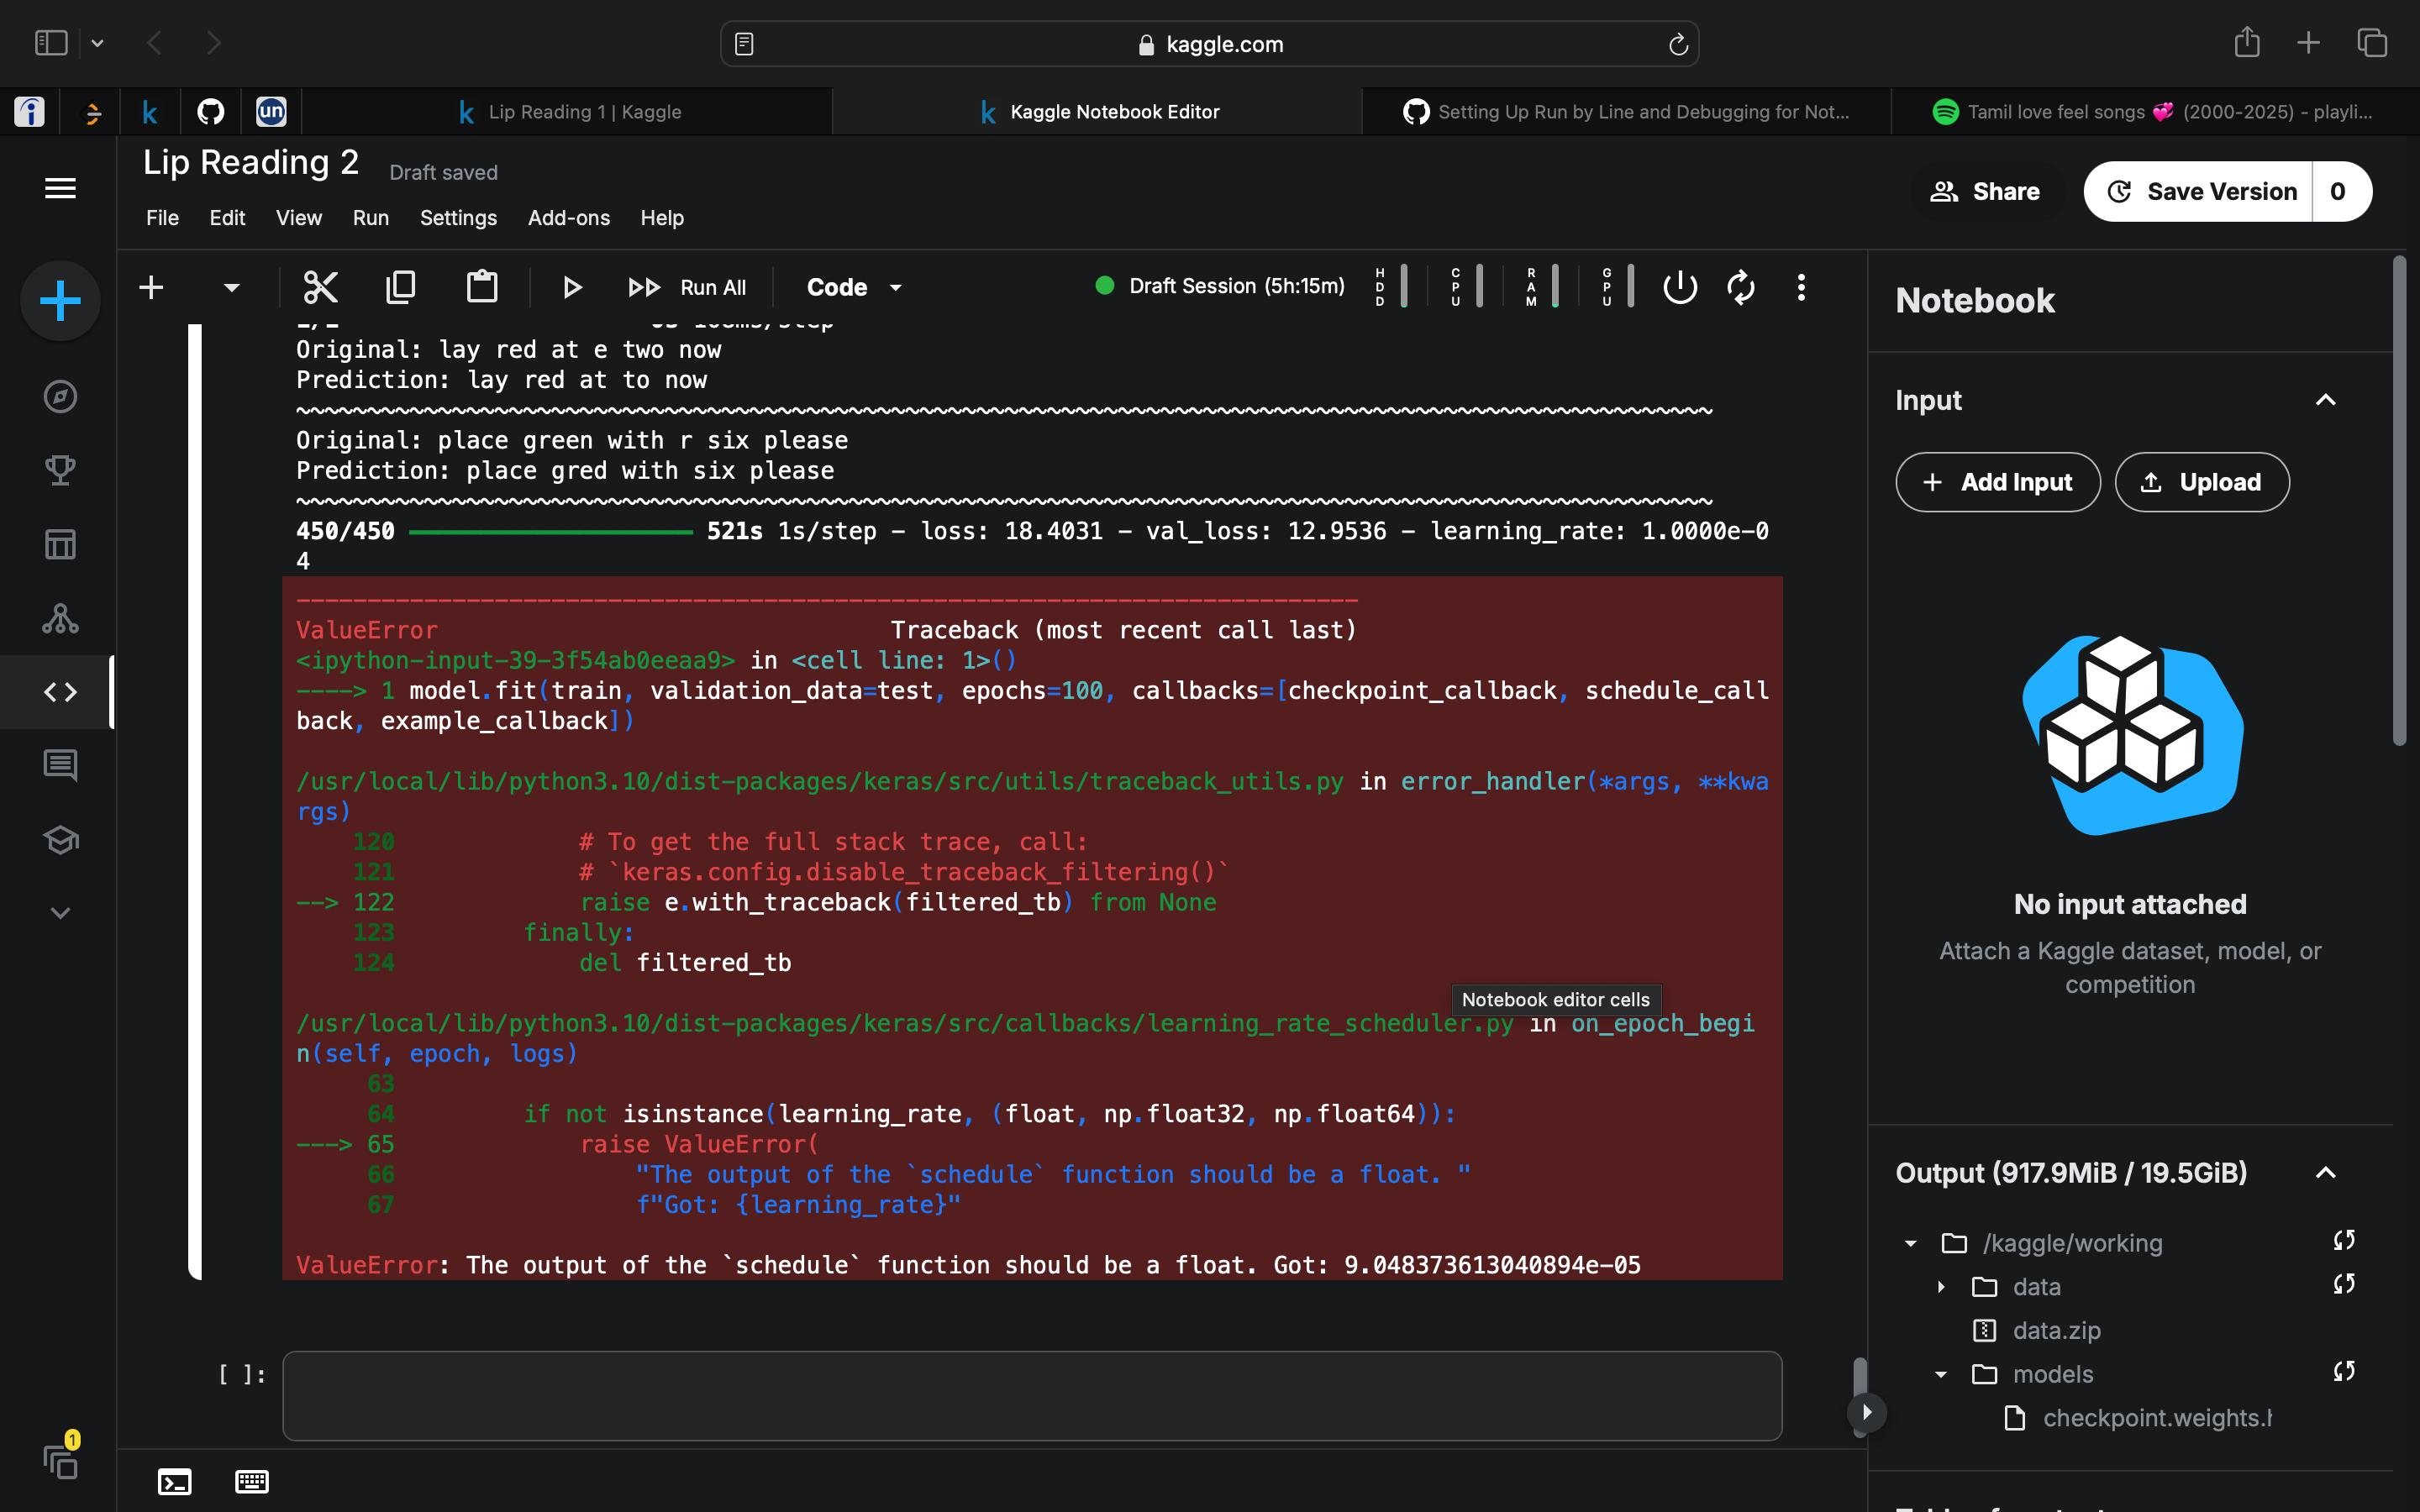 kaggle.com
Lip Reading 1 | Kaggle
Kaggle Notebook Editor
Setting Up Run by Line and Debugging for Not...
Tamil love feel songs 💞 (2000-2025) - playli...
un
Lip Reading 2
Draft saved
File Edit View Run Settings Add-ons Help
Share
Save Version 0
Run All
Code
Draft Session (5h:15m)
HDD
CPU
RAM
GPU
Original: lay red at e two now
Prediction: lay red at to now
~~~~~~~~~~~~~~~~~~~~~~~~~~~~~~~~~~~~~~~~~~~~~~~~~~~~~~~~~~~~~~~~~~~~~~~~~~~~~~~~~~~~~~~~~~~~~~~~~~~~
Original: place green with r six please
Prediction: place gred with six please
~~~~~~~~~~~~~~~~~~~~~~~~~~~~~~~~~~~~~~~~~~~~~~~~~~~~~~~~~~~~~~~~~~~~~~~~~~~~~~~~~~~~~~~~~~~~~~~~~~~~
450/450 ━━━━━━━━━━━━━━━━━━━━ 521s 1s/step - loss: 18.4031 - val_loss: 12.9536 - learning_rate: 1.0000e-0
4
---------------------------------------------------------------------------
ValueError                                Traceback (most recent call last)
<ipython-input-39-3f54ab0eeaa9> in <cell line: 1>()
----> 1 model.fit(train, validation_data=test, epochs=100, callbacks=[checkpoint_callback, schedule_call
back, example_callback])
/usr/local/lib/python3.10/dist-packages/keras/src/utils/traceback_utils.py in error_handler(*args, **kwa
rgs)
    120             # To get the full stack trace, call:
    121             # `keras.config.disable_traceback_filtering()`
--> 122             raise e.with_traceback(filtered_tb) from None
    123         finally:
    124             del filtered_tb
Notebook editor cells
/usr/local/lib/python3.10/dist-packages/keras/src/callbacks/learning_rate_scheduler.py in on_epoch_begi
n(self, epoch, logs)
     63
     64         if not isinstance(learning_rate, (float, np.float32, np.float64)):
---> 65             raise ValueError(
     66                 "The output of the `schedule` function should be a float. "
     67                 f"Got: {learning_rate}"
ValueError: The output of the `schedule` function should be a float. Got: 9.048373613040894e-05
[ ]:
1
Notebook
Input
Add Input
Upload
No input attached
Attach a Kaggle dataset, model, or
competition
Output (917.9MiB / 19.5GiB)
/kaggle/working
data
data.zip
models
checkpoint.weights.h